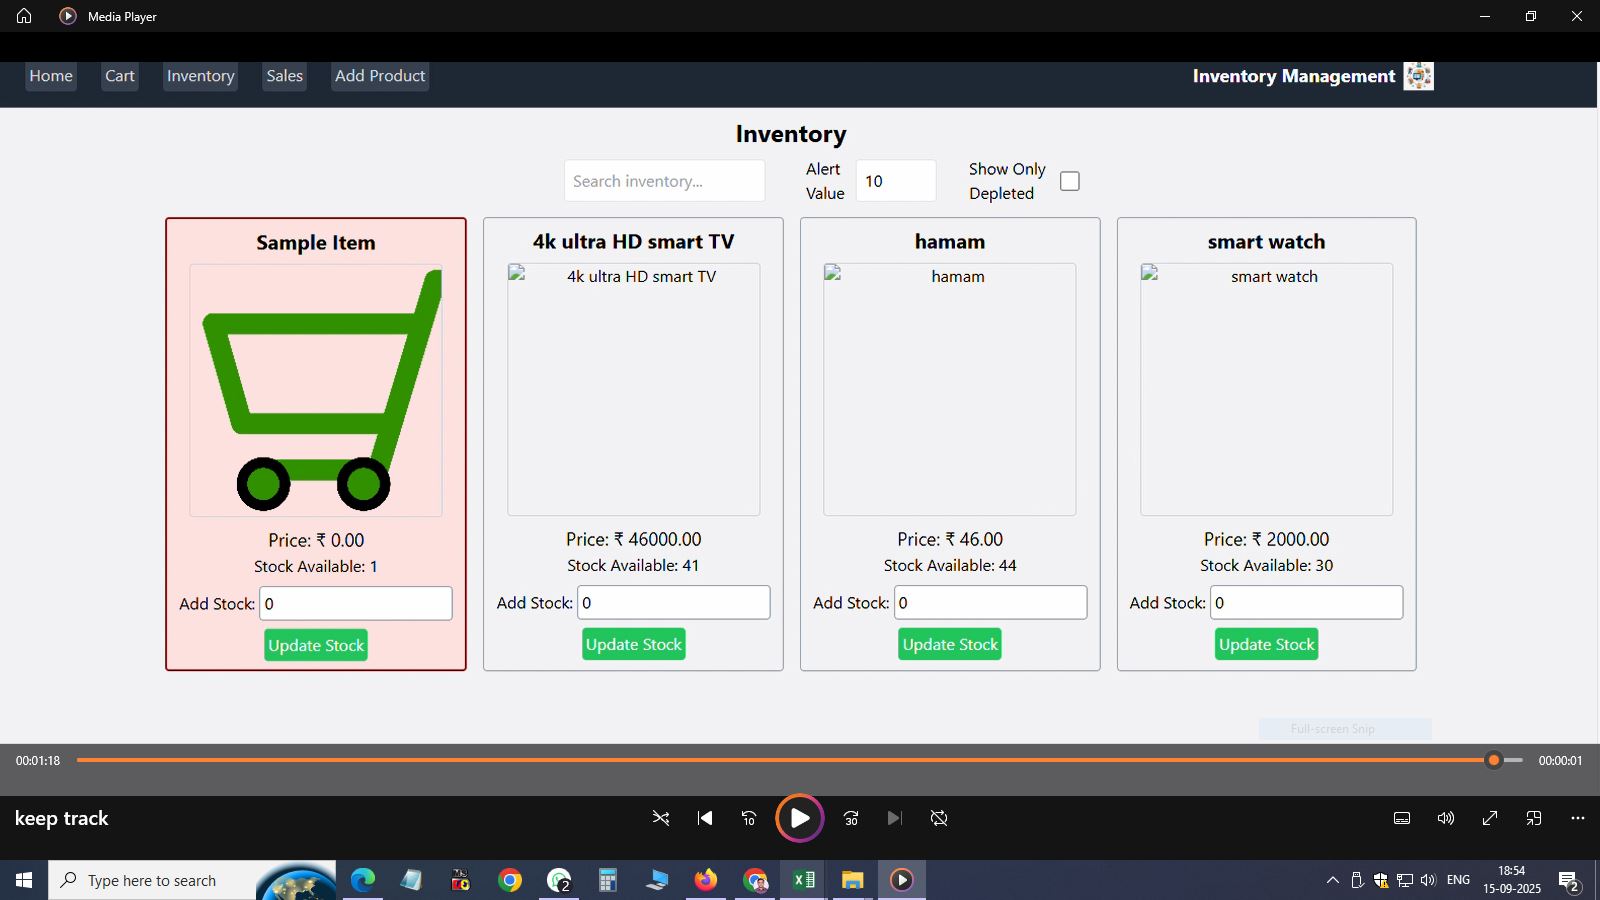 Media Player
Home Cart Inventory Sales Add Product Inventory Management
Inventory
Search inventory...
Alert Value
10
Show Only Depleted
Sample Item
Price: ₹ 0.00
Stock Available: 1
Add Stock: 0
Update Stock
4k ultra HD smart TV
4k ultra HD smart TV
Price: ₹ 46000.00
Stock Available: 41
Add Stock: 0
Update Stock
hamam
hamam
Price: ₹ 46.00
Stock Available: 44
Add Stock: 0
Update Stock
smart watch
smart watch
Price: ₹ 2000.00
Stock Available: 30
Add Stock: 0
Update Stock
Full-screen Snip
00:01:18
00:00:01
keep track
10
30
Type here to search
2
ENG
18:54
15-09-2025
2